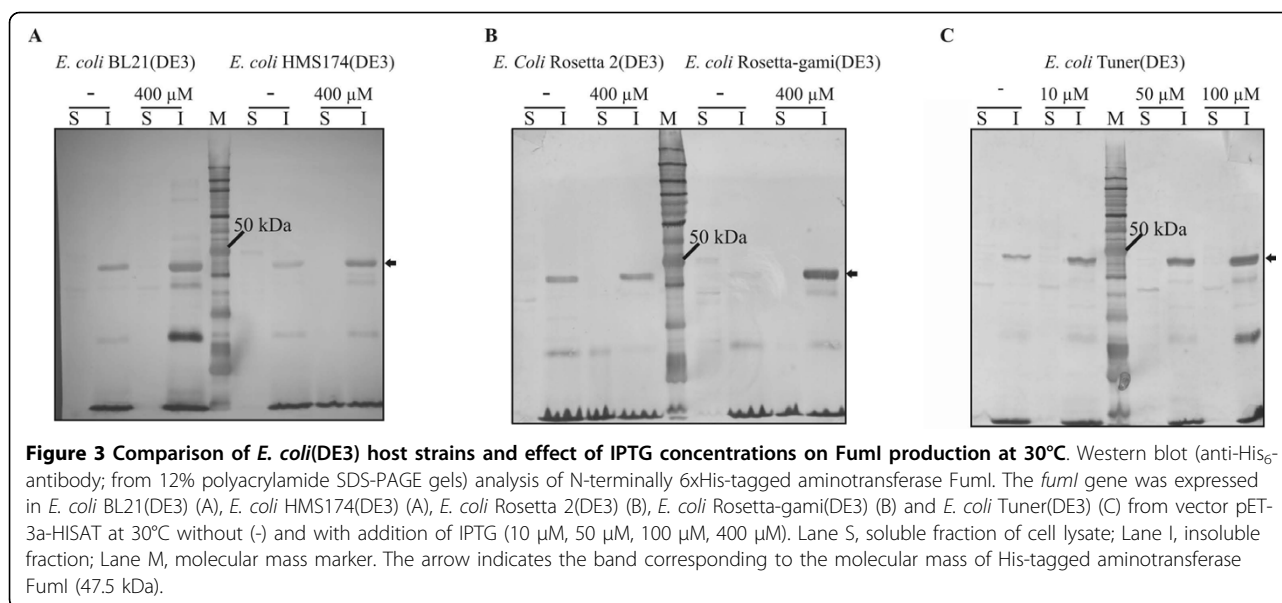 A
E. coli BL21(DE3) E. coli HMS174(DE3)
- 400 µM - 400 µM
S I S I M S I S I
50 kDa
B
E. Coli Rosetta 2(DE3) E. coli Rosetta-gami(DE3)
- 400 µM - 400 µM
S I S I M S I S I
50 kDa
C
E. coli Tuner(DE3)
- 10 µM 50 µM 100 µM
S I S I M S I S I
50 kDa
Figure 3 Comparison of E. coli(DE3) host strains and effect of IPTG concentrations on FumI production at 30°C. Western blot (anti-His₆-
antibody; from 12% polyacrylamide SDS-PAGE gels) analysis of N-terminally 6xHis-tagged aminotransferase FumI. The fumI gene was expressed
in E. coli BL21(DE3) (A), E. coli HMS174(DE3) (A), E. coli Rosetta 2(DE3) (B), E. coli Rosetta-gami(DE3) (B) and E. coli Tuner(DE3) (C) from vector pET-
3a-HISAT at 30°C without (-) and with addition of IPTG (10 µM, 50 µM, 100 µM, 400 µM). Lane S, soluble fraction of cell lysate; Lane I, insoluble
fraction; Lane M, molecular mass marker. The arrow indicates the band corresponding to the molecular mass of His-tagged aminotransferase
FumI (47.5 kDa).